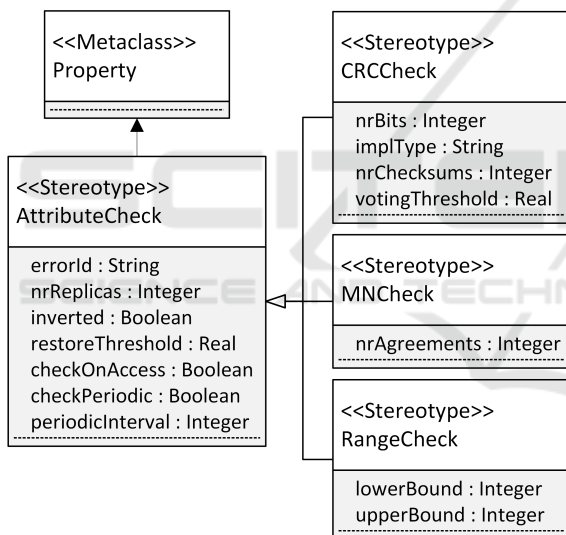 <<Metaclass>>
Property
<<Stereotype>>
AttributeCheck
errorId : String
nrReplicas : Integer
inverted : Boolean
restoreThreshold : Real
checkOnAccess : Boolean
checkPeriodic : Boolean
periodicInterval : Integer
<<Stereotype>>
CRCCheck
nrBits : Integer
implType : String
nrChecksums : Integer
votingThreshold : Real
<<Stereotype>>
MNCheck
nrAgreements : Integer
<<Stereotype>>
RangeCheck
lowerBound : Integer
upperBound : Integer